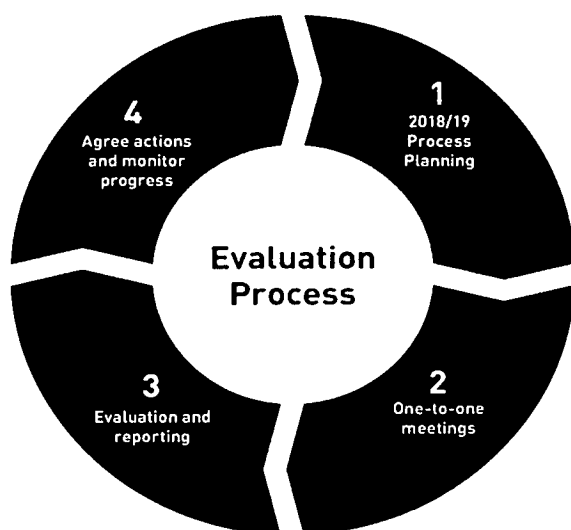 1
2018/19
Process
Planning
2
One-to-one
meetings
3
Evaluation and
reporting
4
Agree actions
and monitor
progress
Evaluation
Process